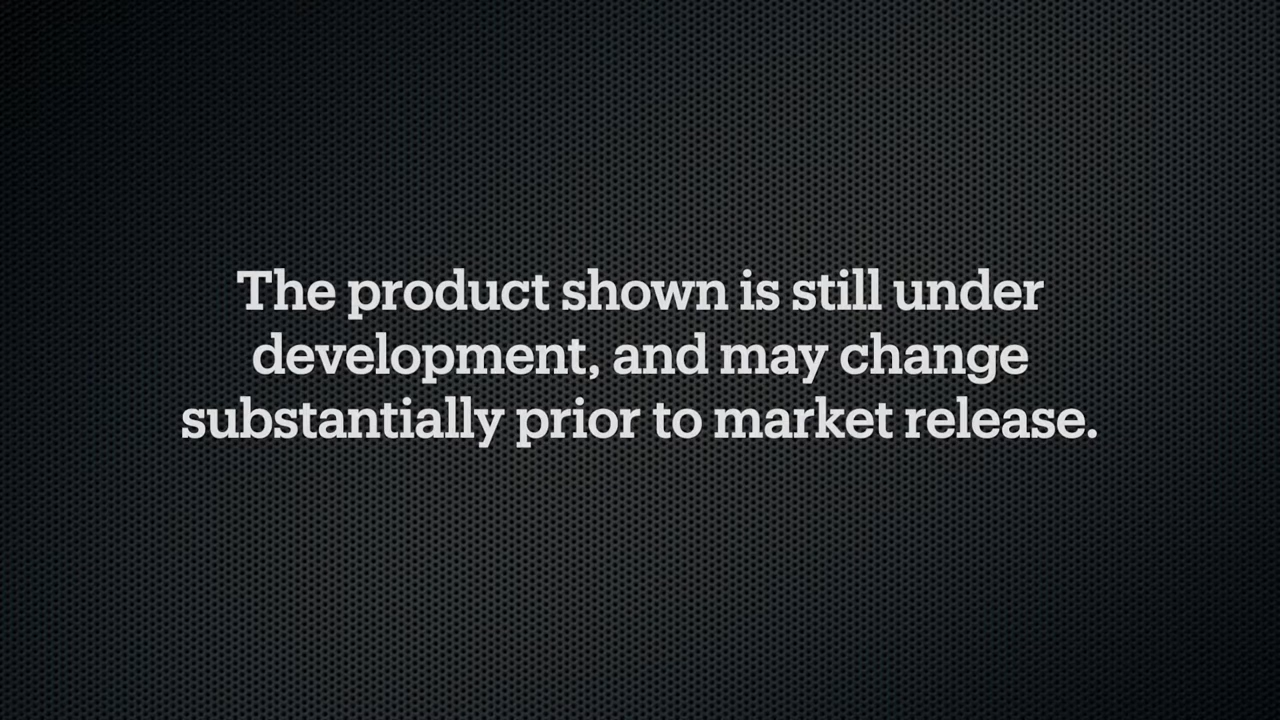 The product shown is still under
development, and may change
substantially prior to market release.